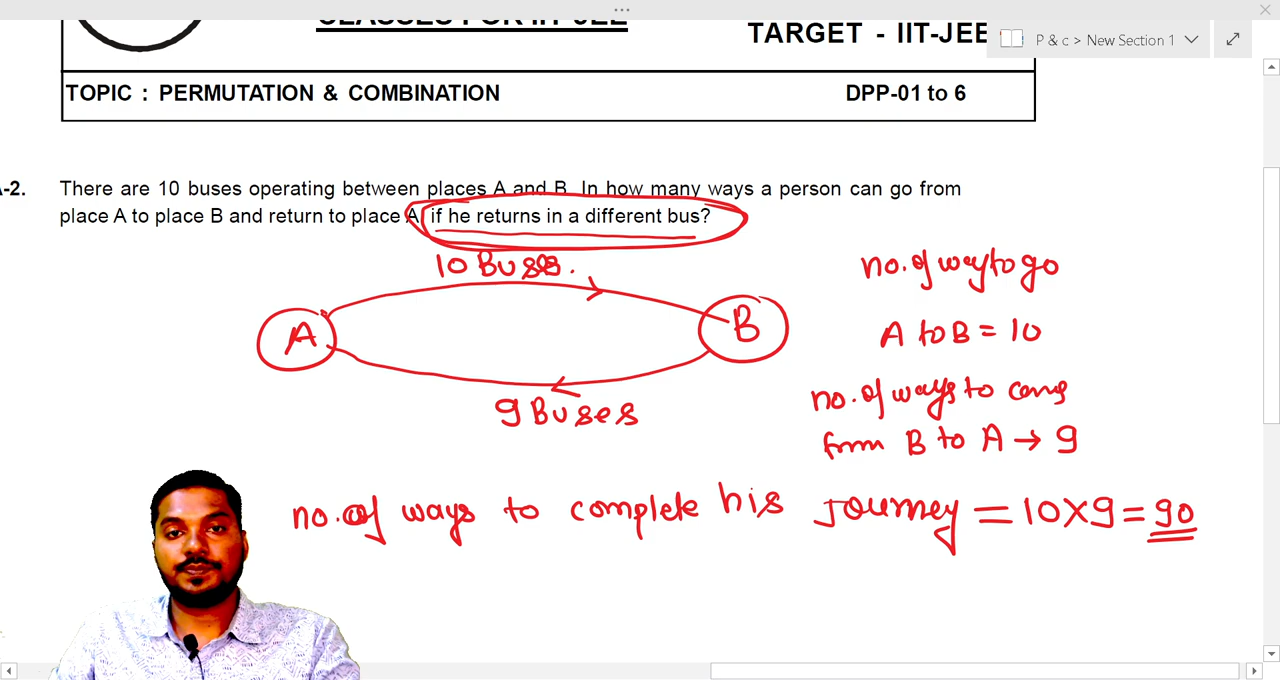 CLASSES FOR IIT-JEE
TARGET - IIT-JEE
P & c > New Section 1
TOPIC : PERMUTATION & COMBINATION DPP-01 to 6
-2. There are 10 buses operating between places A and B. In how many ways a person can go from
place A to place B and return to place A, if he returns in a different bus?
10 Buses.
A
B
9 Buses
no. of way to go
A to B = 10
no. of ways to
from B to A → 9
no. of ways to complete his Journey = 10×9 = 90